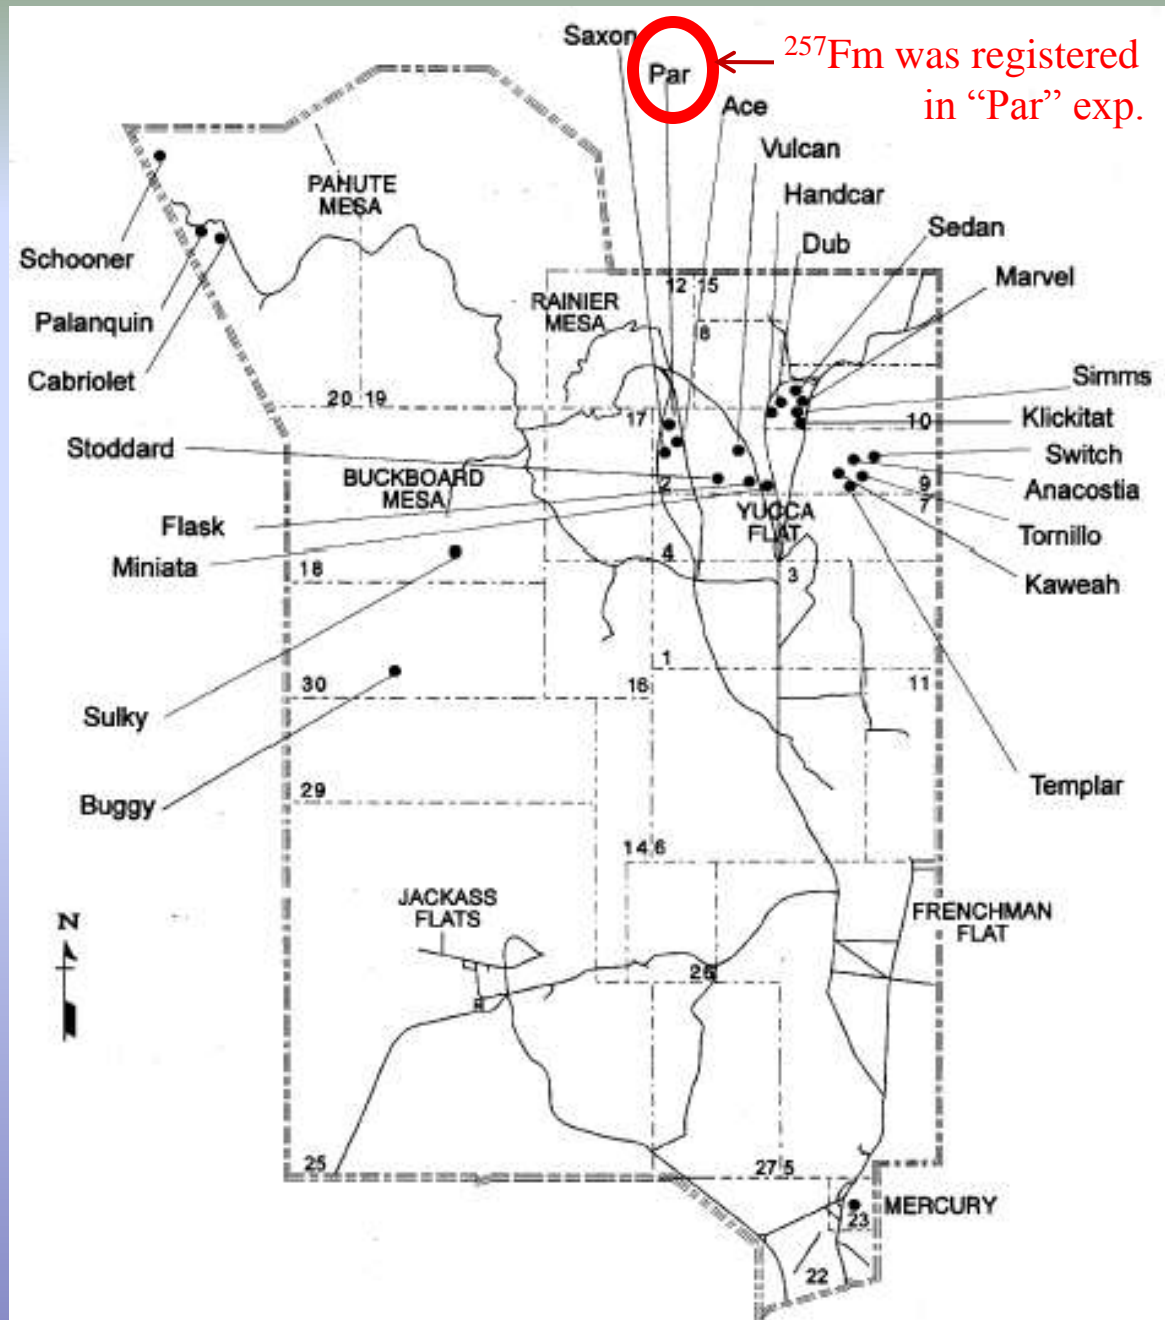 Saxon
Par
²⁵⁷Fm was registered
in “Par” exp.
Ace
Vulcan
Handcar
Dub
Sedan
Marvel
PAHUTE
MESA
Schooner
Palanquin
Cabriolet
RAINIER
MESA
12 15
8
20 19
17
10
Simms
Klickitat
Switch
Anacostia
Tornillo
Kaweah
Stoddard
BUCKBOARD
MESA
2
9
7
Flask
YUCCA
FLAT
Miniata
18
4
3
1
30
16
11
Sulky
Buggy
29
Templar
14 6
JACKASS
FLATS
FRENCHMAN
FLAT
N
26
25
27 5
MERCURY
23
22